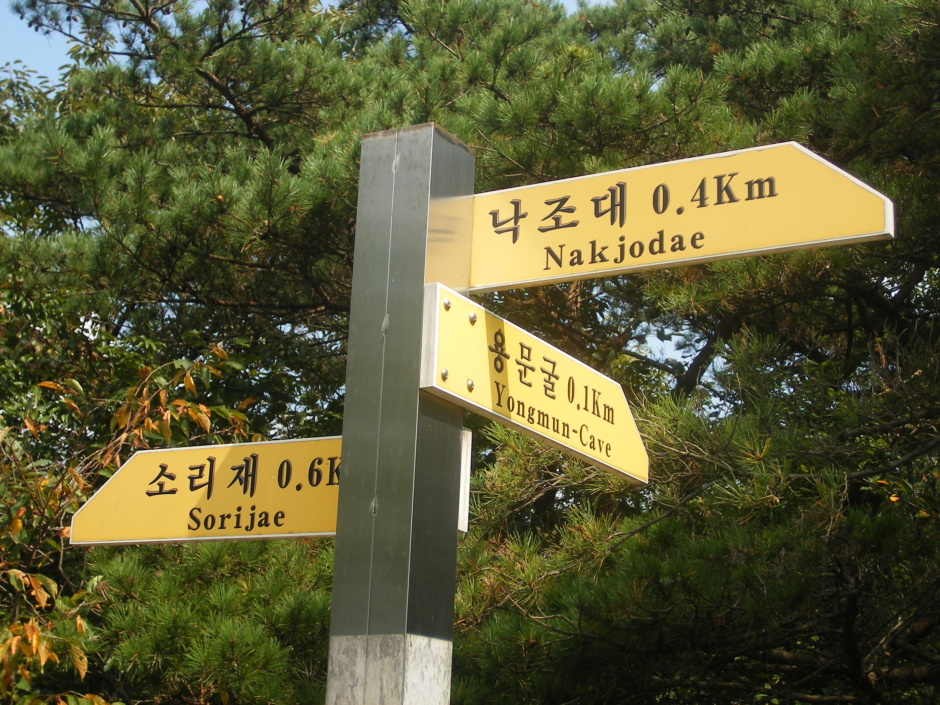 낙조대 0.4Km
Nakjodae
용문굴 0.1Km
Yongmun-Cave
소리재 0.6K
Sorijae